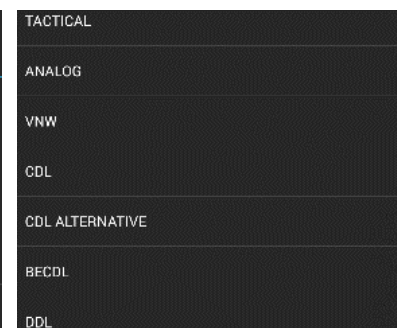 TACTICAL
ANALOG
VNW
CDL
CDL ALTERNATIVE
BECDL
DDL